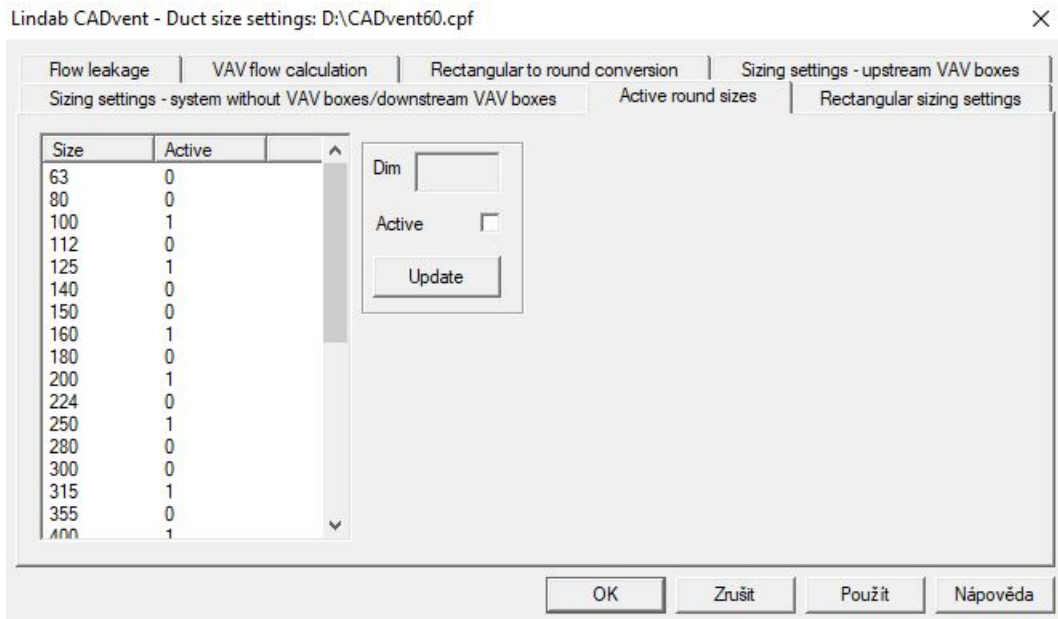 Lindab CADvent - Duct size settings: D:\CADvent60.cpf
Flow leakage VAV flow calculation Rectangular to round conversion Sizing settings - upstream VAV boxes
Sizing settings - system without VAV boxes/downstream VAV boxes Active round sizes Rectangular sizing settings
Size Active
63 0
80 0
100 1
112 0
125 1
140 0
150 0
160 1
180 0
200 1
224 0
250 1
280 0
300 0
315 1
355 0
400 1
Dim
Active
Update
OK Zrušit Použít Nápověda